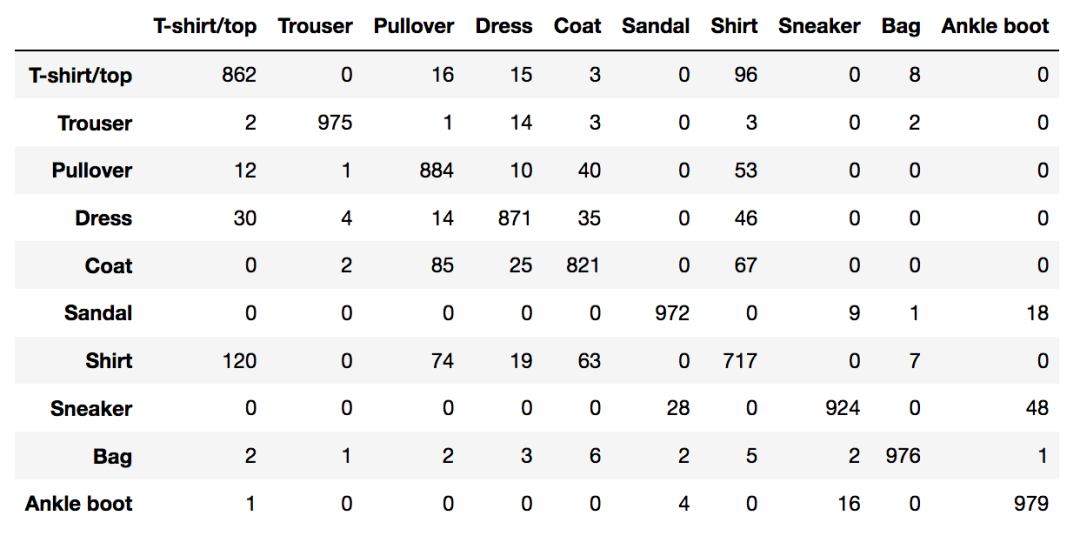 T-shirt/top Trouser Pullover Dress Coat Sandal Shirt Sneaker Bag Ankle boot
T-shirt/top 862 0 16 15 3 0 96 0 8 0
Trouser 2 975 1 14 3 0 3 0 2 0
Pullover 12 1 884 10 40 0 53 0 0 0
Dress 30 4 14 871 35 0 46 0 0 0
Coat 0 2 85 25 821 0 67 0 0 0
Sandal 0 0 0 0 0 972 0 9 1 18
Shirt 120 0 74 19 63 0 717 0 7 0
Sneaker 0 0 0 0 0 28 0 924 0 48
Bag 2 1 2 3 6 2 5 2 976 1
Ankle boot 1 0 0 0 0 4 0 16 0 979